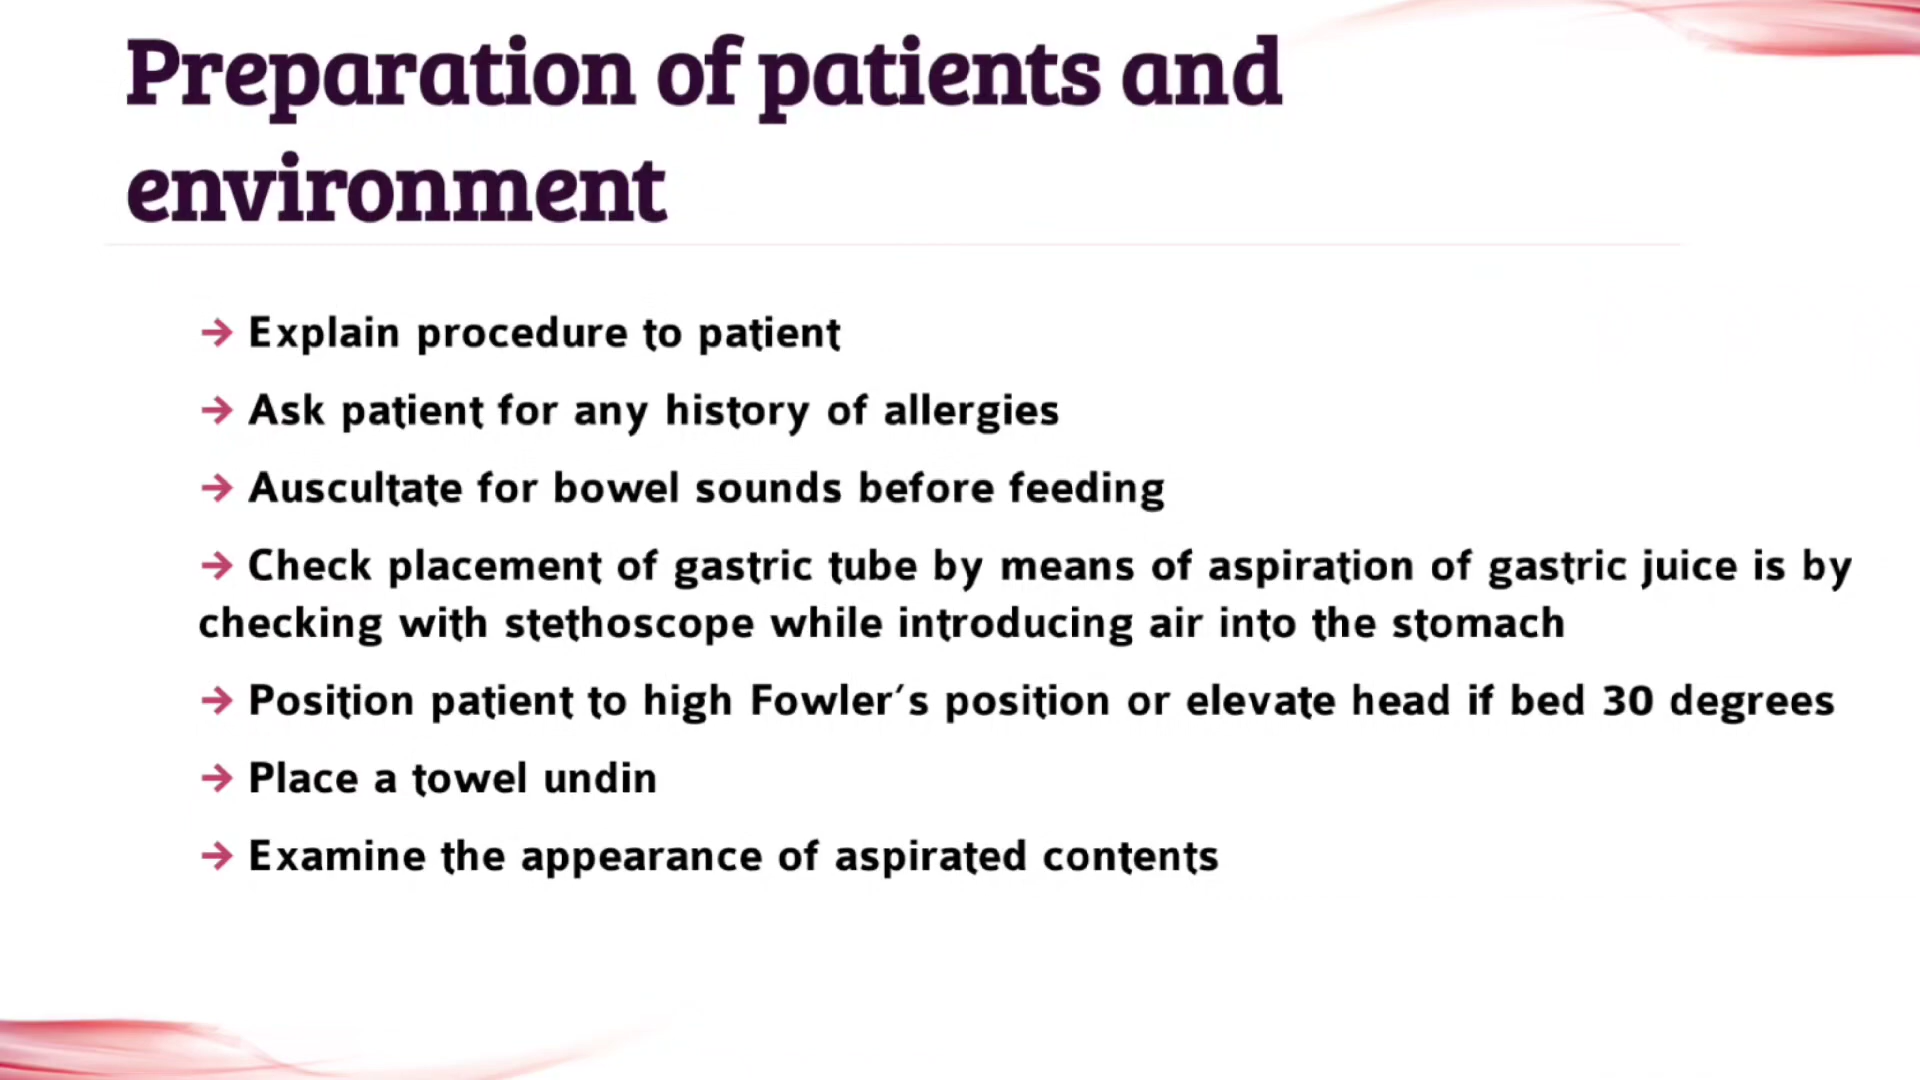 Preparation of patients and
environment
→ Explain procedure to patient
→ Ask patient for any history of allergies
→ Auscultate for bowel sounds before feeding
→ Check placement of gastric tube by means of aspiration of gastric juice is by
checking with stethoscope while introducing air into the stomach
→ Position patient to high Fowler´s position or elevate head if bed 30 degrees
→ Place a towel undin
→ Examine the appearance of aspirated contents